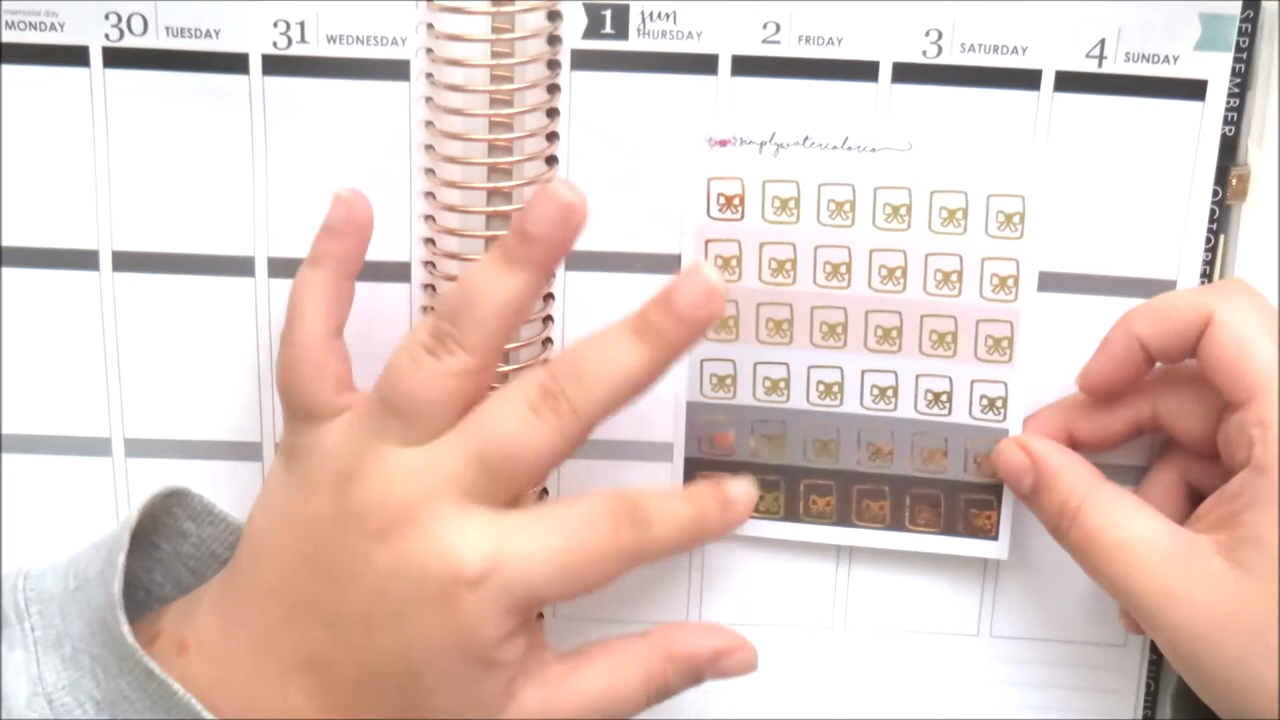 memorial day
MONDAY
30 TUESDAY
31 WEDNESDAY
1 jun
THURSDAY
2 FRIDAY
3 SATURDAY
4 SUNDAY
simplywatercolorco
SEPTEMBER
OCTOBER